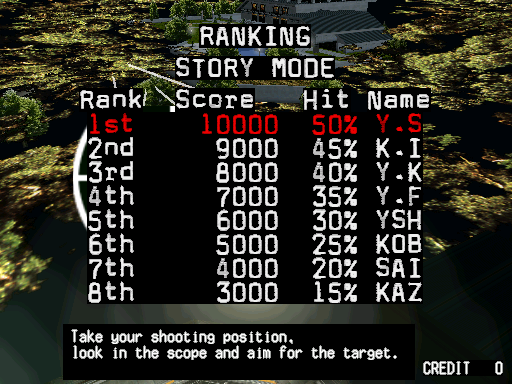 RANKING
STORY MODE
Rank Score Hit Name
1st 10000 50% Y.S
2nd 9000 45% K.I
3rd 8000 40% Y.K
4th 7000 35% Y.F
5th 6000 30% YSH
6th 5000 25% KOB
7th 4000 20% SAI
8th 3000 15% KAZ
Take your shooting position,
look in the scope and aim for the target.
CREDIT 0